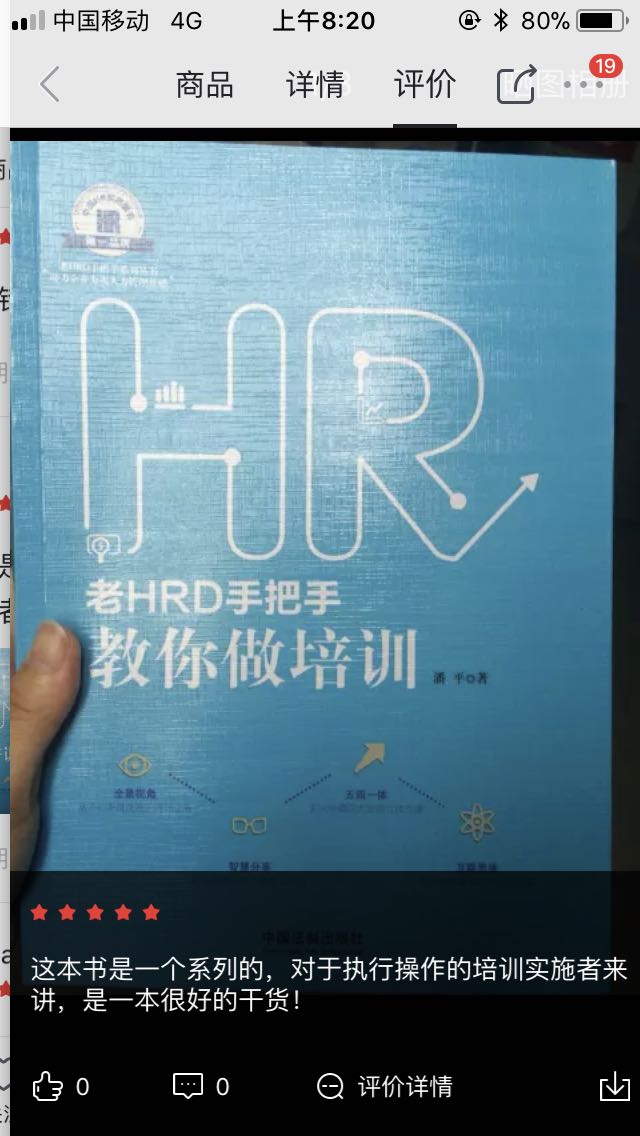 中国移动 4G 上午8:20 80%
商品 详情 评价 19
HR
老HRD手把手
教你做培训
潘 平◎著
全景视角
五四一体
智慧分享
中国法制出版社
这本书是一个系列的，对于执行操作的培训实施者来
讲，是一本很好的干货！
0 0 评价详情